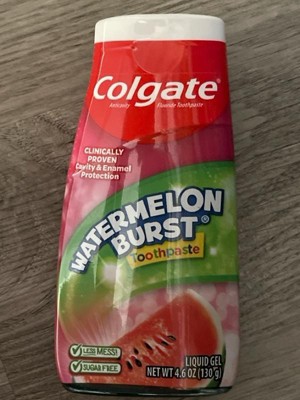 Colgate®
Anticavity Fluoride Toothpaste
CLINICALLY
PROVEN
Cavity & Enamel
Protection
WATERMELON
BURST®
Toothpaste
LESS MESS!
SUGAR FREE
LIQUID GEL
NET WT 4.6 OZ (130 g)